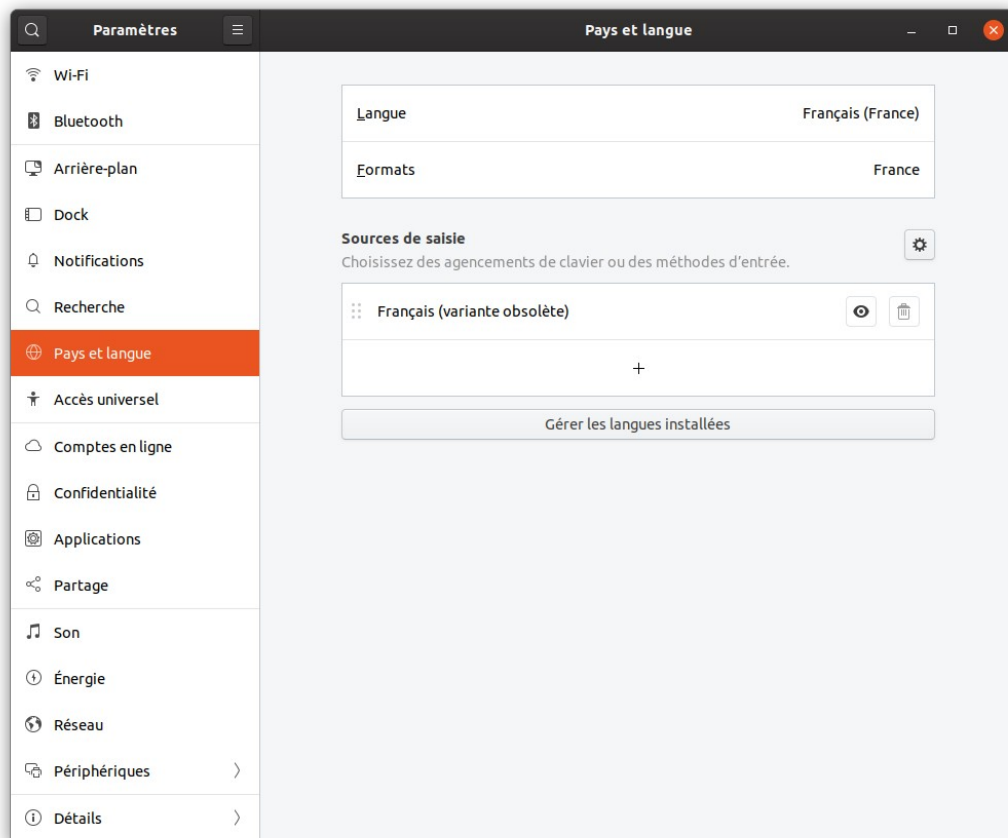 Paramètres
Pays et langue
Wi-Fi
Bluetooth
Arrière-plan
Dock
Notifications
Recherche
Pays et langue
Accès universel
Comptes en ligne
Confidentialité
Applications
Partage
Son
Énergie
Réseau
Périphériques
Détails
Langue
Français (France)
Formats
France
Sources de saisie
Choisissez des agencements de clavier ou des méthodes d'entrée.
Français (variante obsolète)
+
Gérer les langues installées